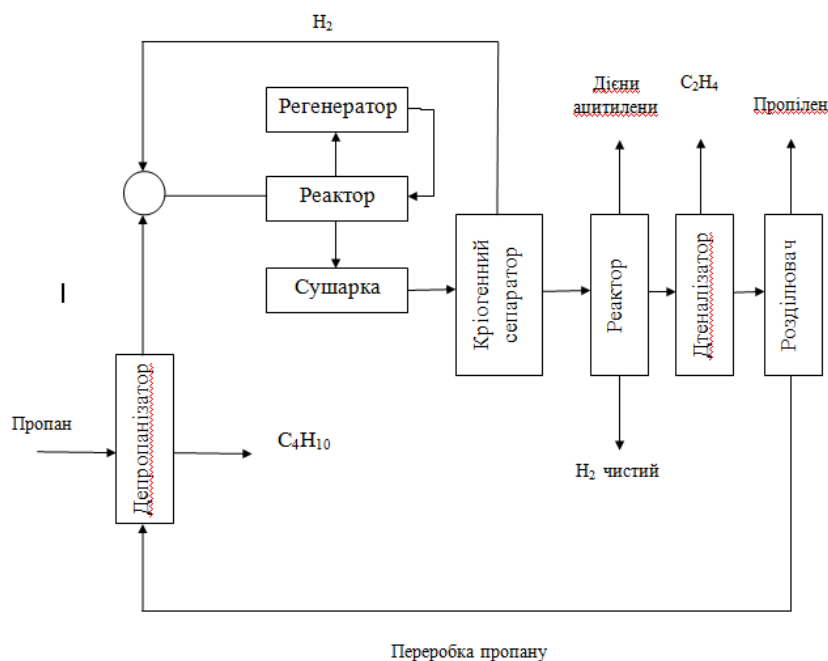 H₂
Дієни
ацитилени
C₂H₄
Пропілен
Регенератор
Реактор
Сушарка
Кріогенний
сепаратор
Реактор
Дтеналізатор
Розділювач
Пропан
Депропанізатор
C₄H₁₀
H₂ чистий
Переробка пропану